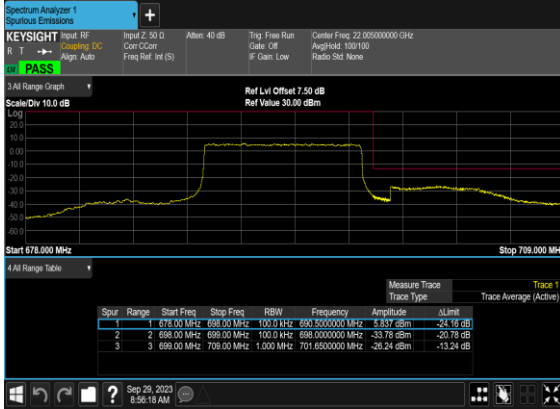 Spectrum Analyzer 1
Spurious Emissions
KEYSIGHT Input: RF Input Z: 50 Ω Atten: 40 dB Trig: Free Run Center Freq: 22.005000000 GHz
R T Coupling: DC Corr CCorr Gate: Off Avg|Hold: 100/100
Align: Auto Freq Ref: Int (S) IF Gain: Low Radio Std: None
LW PASS
3 All Range Graph
Ref Lvl Offset 7.50 dB
Scale/Div 10.0 dB Ref Value 30.00 dBm
Log
20.0
10.0
0.00
-10.0
-20.0
-30.0
-40.0
-50.0
-60.0
Start 678.000 MHz Stop 709.000 MH
4 All Range Table
Measure Trace Trace 1
Trace Type Trace Average (Active)
Spur Range Start Freq Stop Freq RBW Frequency Amplitude ΔLimit
1 1 678.00 MHz 698.00 MHz 100.0 kHz 690.5000000 MHz 5.837 dBm -24.16 dB
2 2 698.00 MHz 699.00 MHz 100.0 kHz 698.0000000 MHz -33.78 dBm -20.78 dB
3 3 699.00 MHz 709.00 MHz 1.000 MHz 701.6500000 MHz -26.24 dBm -13.24 dB
Sep 29, 2023
8:56:18 AM